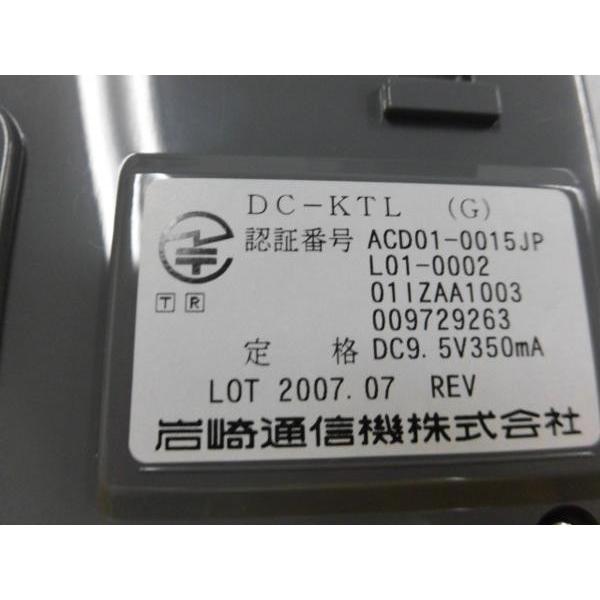 DC-KTL (G)
認証番号 ACD01-0015JP
L01-0002
T R
01IZAA1003
009729263
定 格 DC9.5V350mA
LOT 2007.07 REV
岩崎通信機株式会社